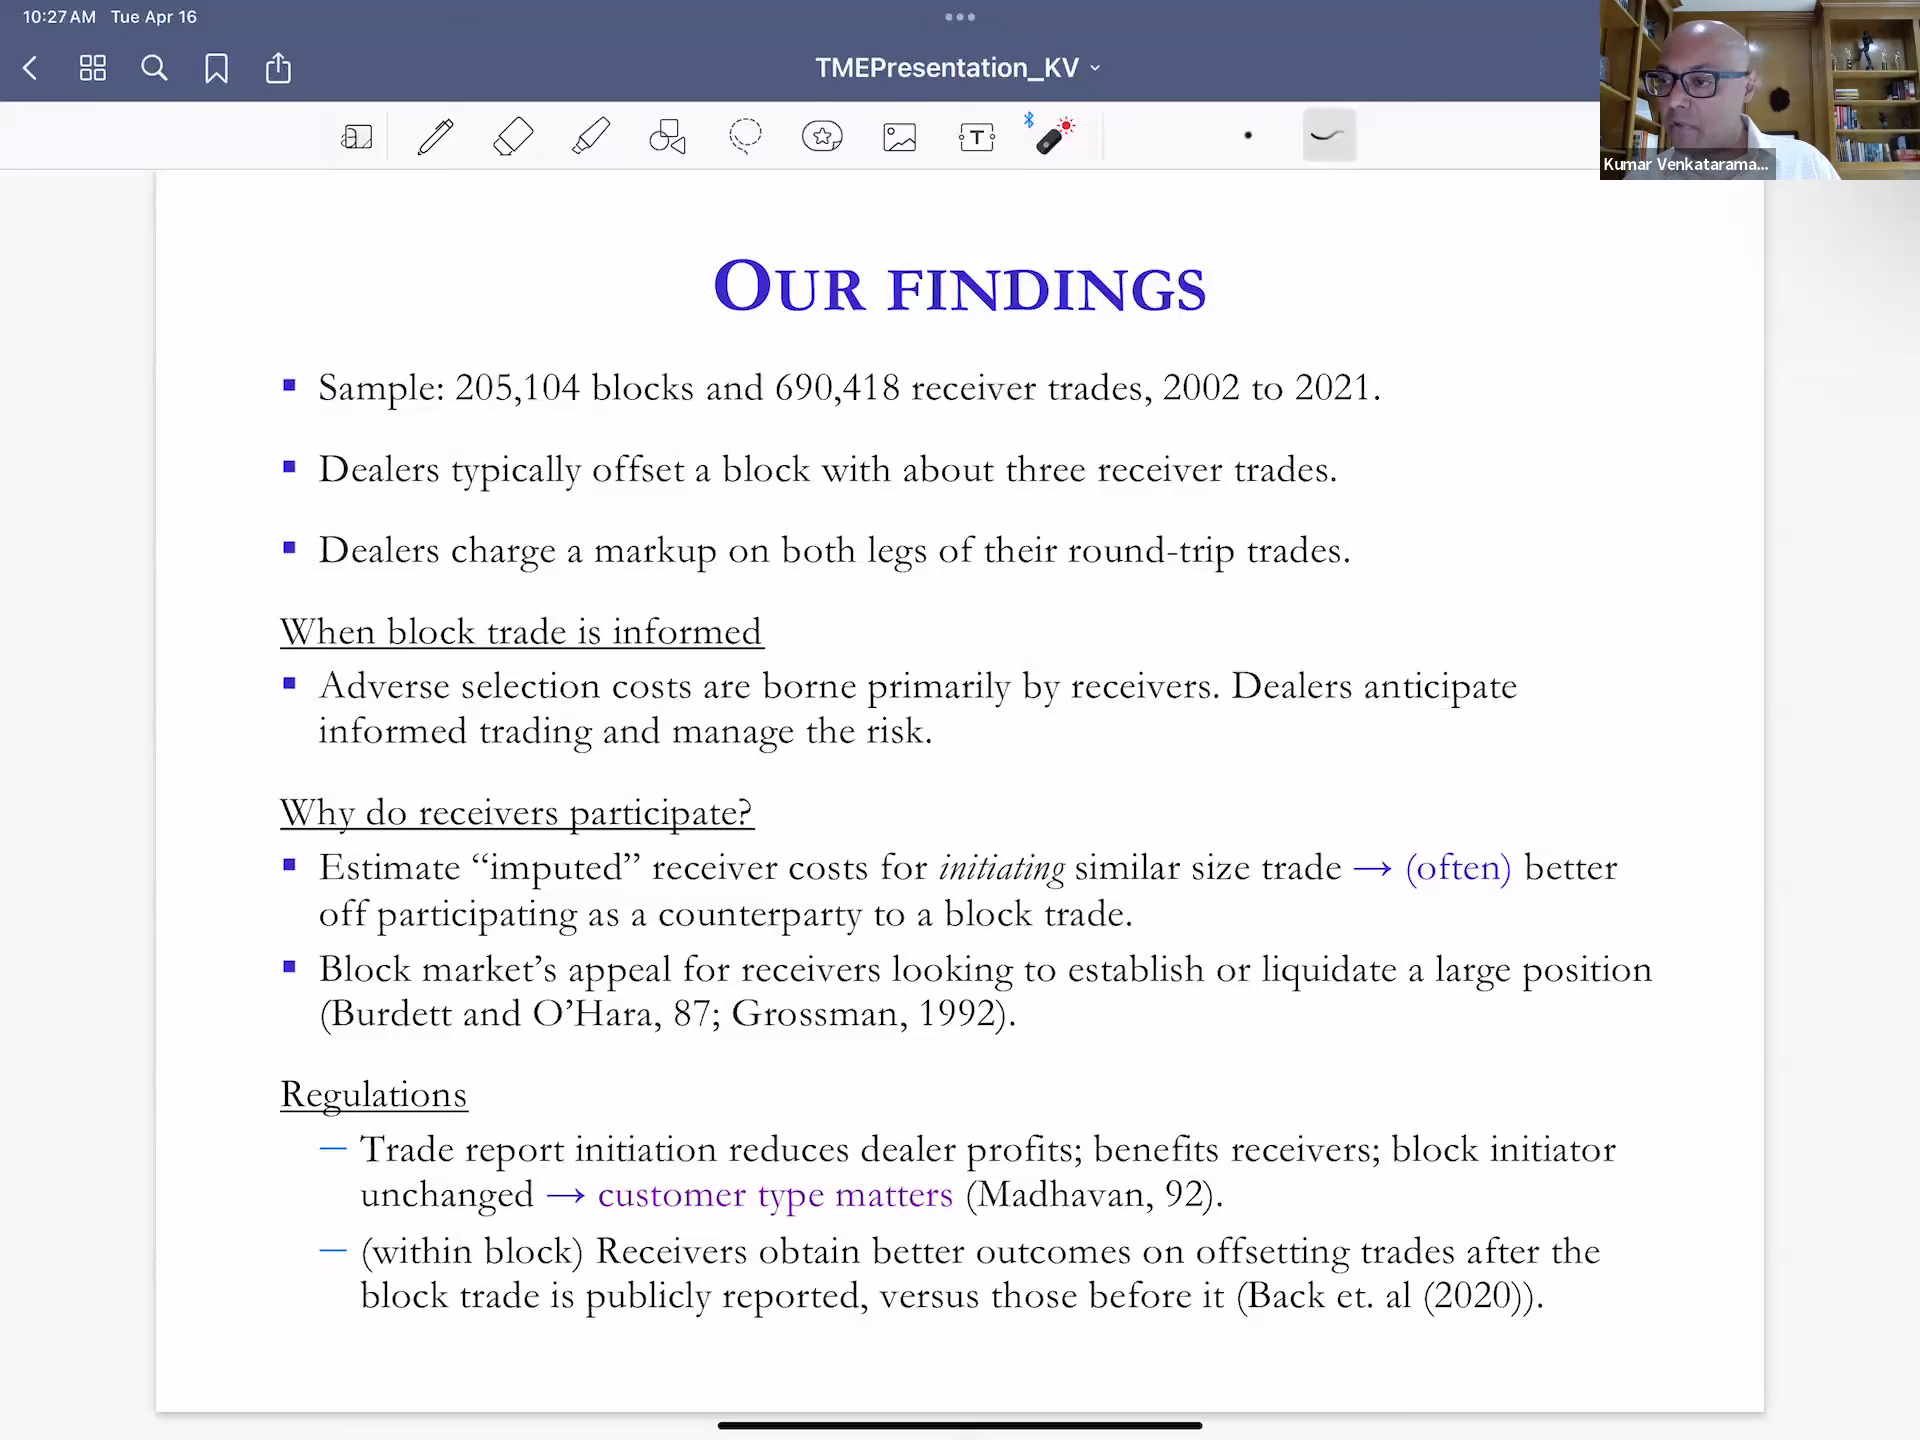 10:27 AM Tue Apr 16
TMEPresentation_KV
T
Kumar Venkatarama...
OUR FINDINGS
▪ Sample: 205,104 blocks and 690,418 receiver trades, 2002 to 2021.
▪ Dealers typically offset a block with about three receiver trades.
▪ Dealers charge a markup on both legs of their round-trip trades.
When block trade is informed
▪ Adverse selection costs are borne primarily by receivers. Dealers anticipate
informed trading and manage the risk.
Why do receivers participate?
▪ Estimate “imputed” receiver costs for initiating similar size trade → (often) better
off participating as a counterparty to a block trade.
▪ Block market’s appeal for receivers looking to establish or liquidate a large position
(Burdett and O’Hara, 87; Grossman, 1992).
Regulations
— Trade report initiation reduces dealer profits; benefits receivers; block initiator
unchanged → customer type matters (Madhavan, 92).
— (within block) Receivers obtain better outcomes on offsetting trades after the
block trade is publicly reported, versus those before it (Back et. al (2020)).